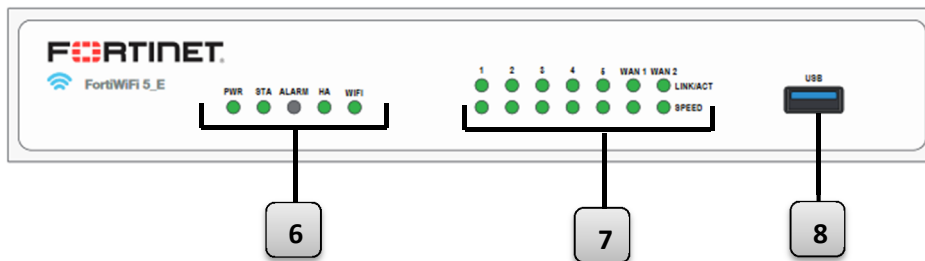 FORTINET.
FortiWiFi 5_E
PWR STA ALARM HA WIFI
1 2 3 4 5 WAN 1 WAN 2
LINK/ACT
SPEED
USB
6
7
8